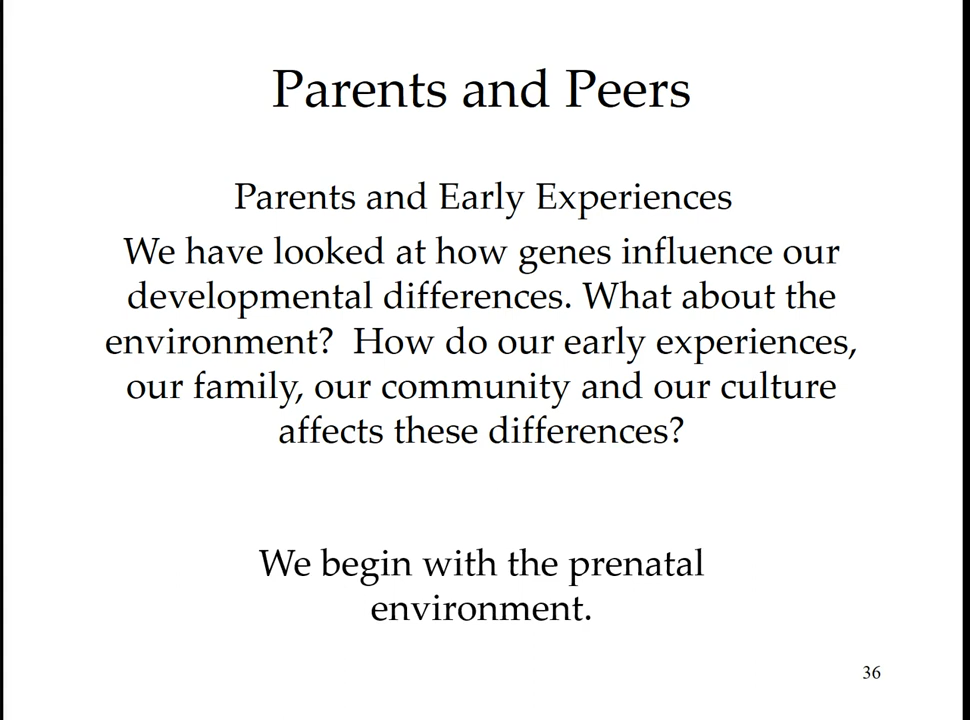 Parents and Peers
Parents and Early Experiences
We have looked at how genes influence our
developmental differences. What about the
environment?  How do our early experiences,
our family, our community and our culture
affects these differences?
We begin with the prenatal
environment.
36